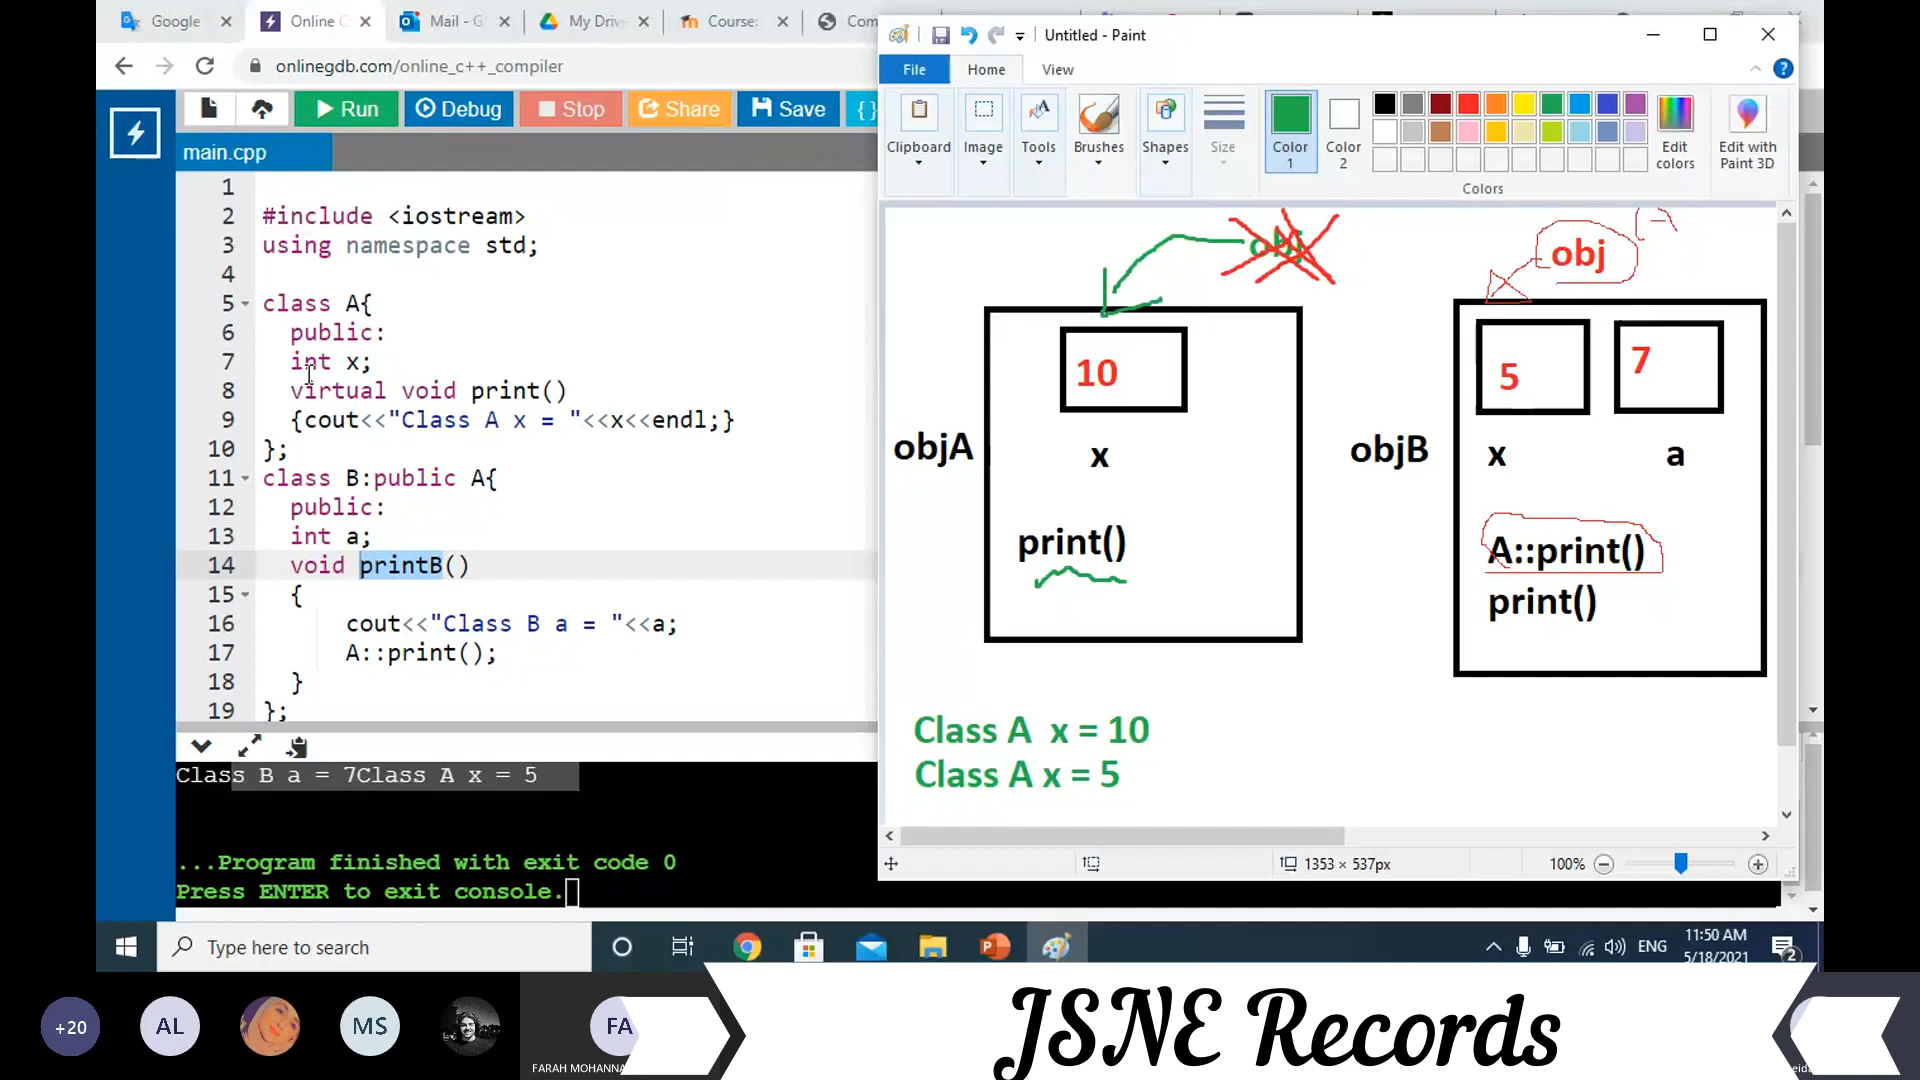 Google
Online C
Mail - G
My Driv
Course:
Com
onlinegdb.com/online_c++_compiler
Run
Debug
Stop
Share
Save
{}
main.cpp
1
2 #include <iostream>
3 using namespace std;
4
5 class A{
6 public:
7 int x;
8 virtual void print()
9 {cout<<"Class A x = "<<x<<endl;}
10 };
11 class B:public A{
12 public:
13 int a;
14 void printB()
15 {
16 cout<<"Class B a = "<<a;
17 A::print();
18 }
19 };
Class B a = 7Class A x = 5
...Program finished with exit code 0
Press ENTER to exit console.
Untitled - Paint
File
Home
View
Clipboard
Image
Tools
Brushes
Shapes
Size
Color 1
Color 2
Edit colors
Edit with Paint 3D
Colors
obj
obj
10
5
7
objA
x
objB
x
a
print()
A::print()
print()
Class A x = 10
Class A x = 5
1353 × 537px
100%
Type here to search
ENG
11:50 AM
5/18/2021
2
+20
AL
MS
FA
FARAH MOHANNA
JSNE Records